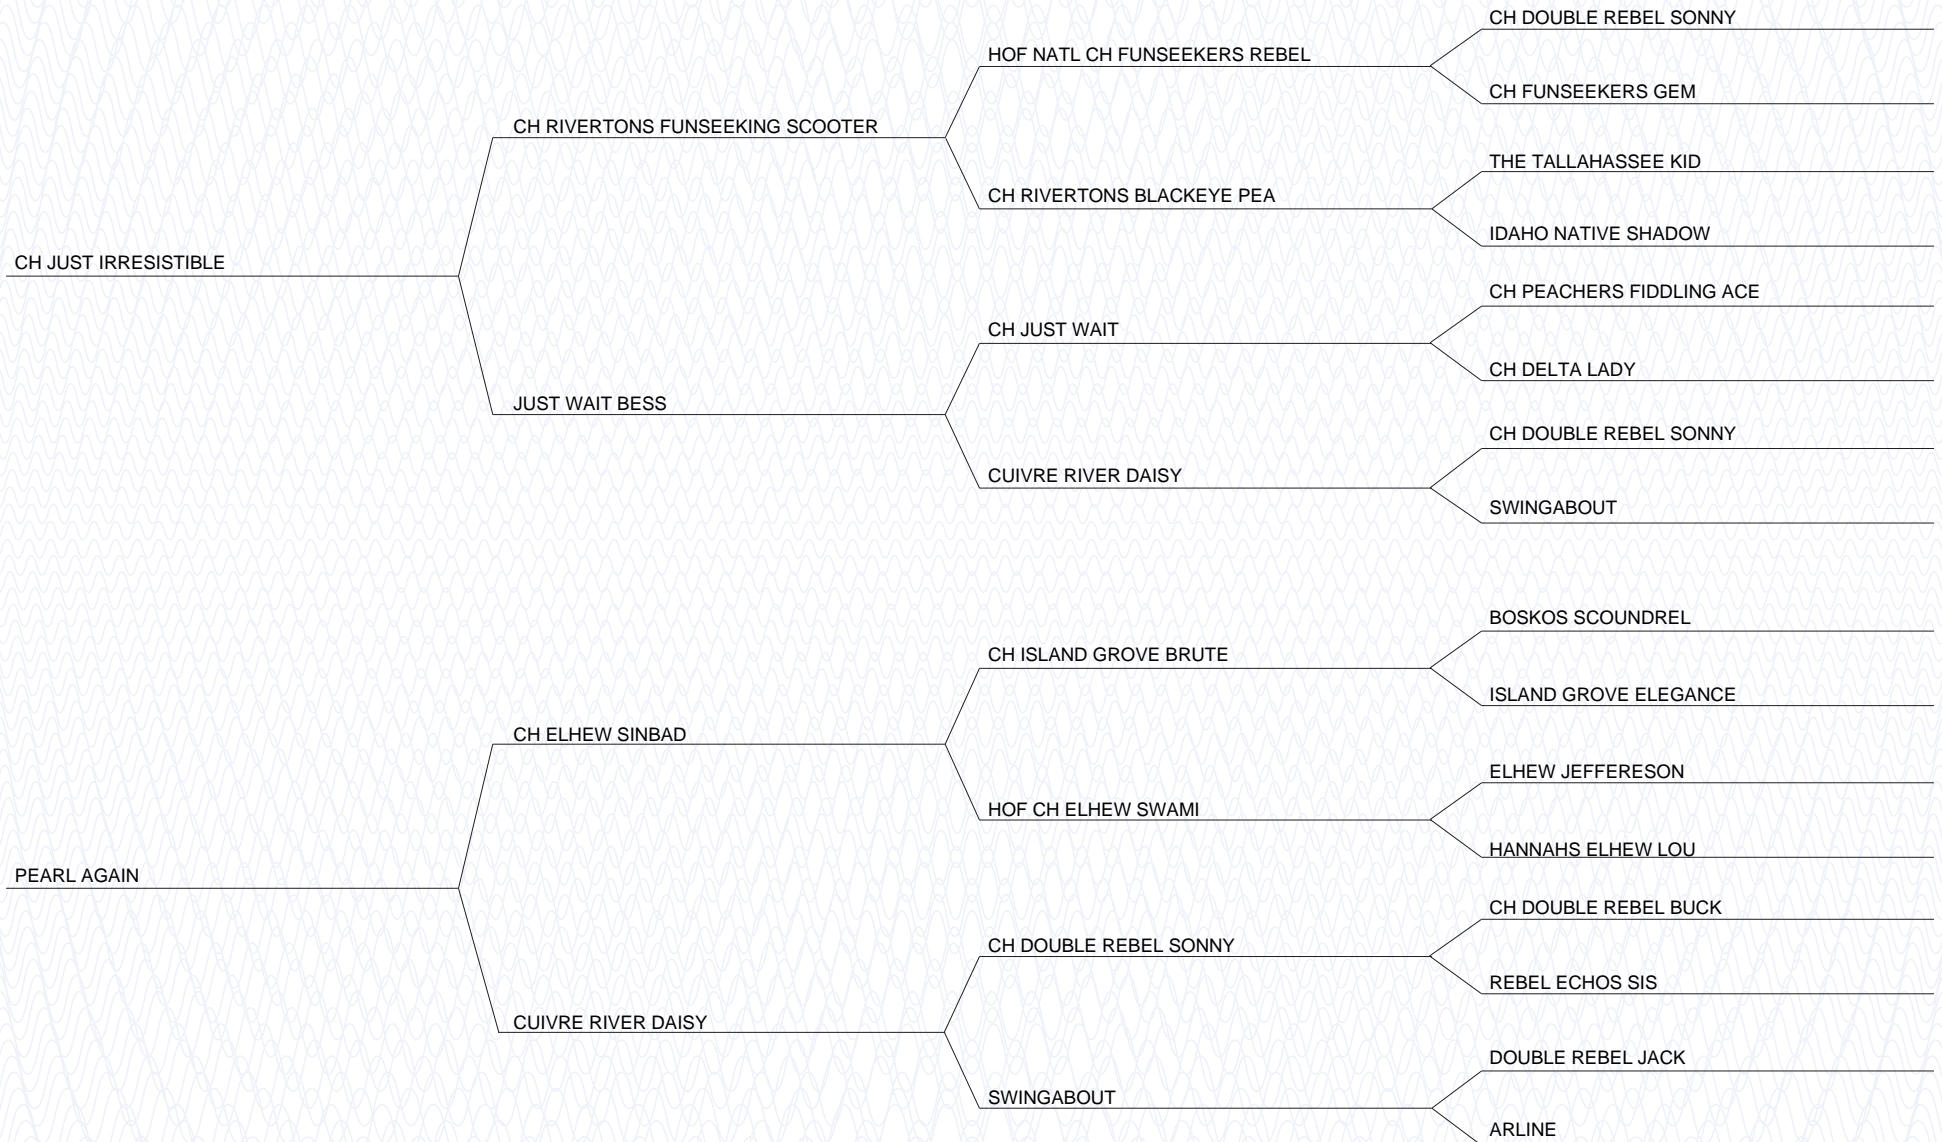 CH DOUBLE REBEL SONNY
HOF NATL CH FUNSEEKERS REBEL
CH FUNSEEKERS GEM
CH RIVERTONS FUNSEEKING SCOOTER
THE TALLAHASSEE KID
CH RIVERTONS BLACKEYE PEA
IDAHO NATIVE SHADOW
CH JUST IRRESISTIBLE
CH PEACHERS FIDDLING ACE
CH JUST WAIT
CH DELTA LADY
JUST WAIT BESS
CH DOUBLE REBEL SONNY
CUIVRE RIVER DAISY
SWINGABOUT
BOSKOS SCOUNDREL
CH ISLAND GROVE BRUTE
ISLAND GROVE ELEGANCE
CH ELHEW SINBAD
ELHEW JEFFERESON
HOF CH ELHEW SWAMI
HANNAHS ELHEW LOU
PEARL AGAIN
CH DOUBLE REBEL BUCK
CH DOUBLE REBEL SONNY
REBEL ECHOS SIS
CUIVRE RIVER DAISY
DOUBLE REBEL JACK
SWINGABOUT
ARLINE